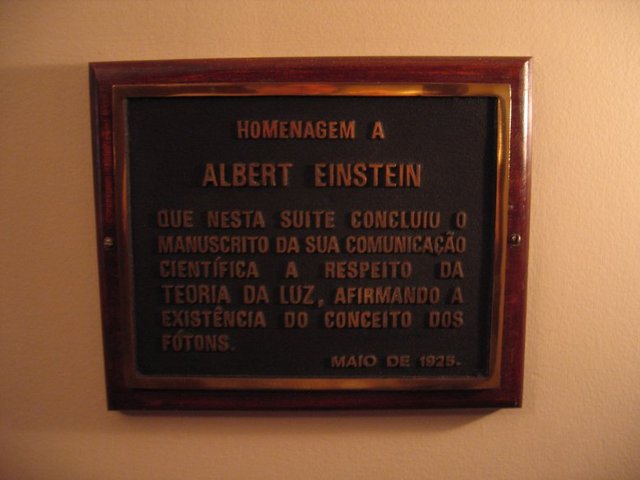 HOMENAGEM A
ALBERT EINSTEIN
QUE NESTA SUITE CONCLUIU O
MANUSCRITO DA SUA COMUNICAÇÃO
CIENTÍFICA A RESPEITO DA
TEORIA DA LUZ, AFIRMANDO A
EXISTÊNCIA DO CONCEITO DOS
FÓTONS.
MAIO DE 1925.